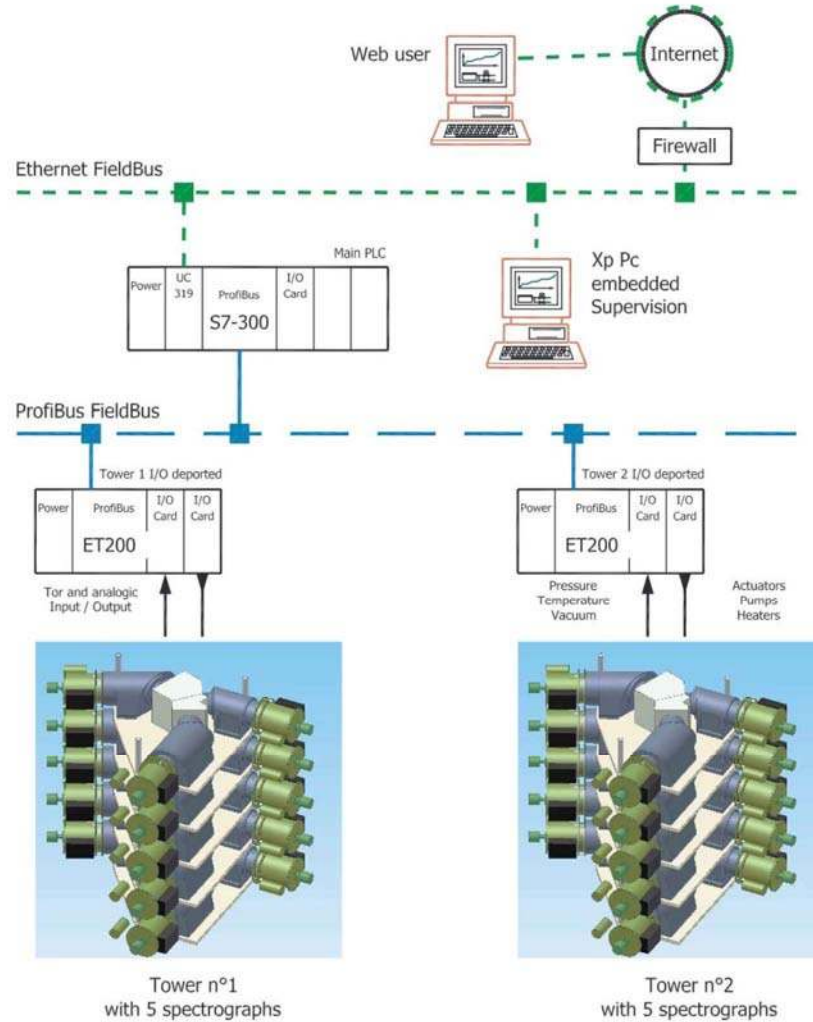 Web user
Internet
Firewall
Ethernet FieldBus
Main PLC
Power
UC
319
ProfiBus
S7-300
I/O
Card
Xp Pc
embedded
Supervision
ProfiBus FieldBus
Tower 1 I/O deported
Power
ProfiBus
ET200
I/O
Card
I/O
Card
Tor and analogic
Input / Output
Tower 2 I/O deported
Power
ProfiBus
ET200
I/O
Card
I/O
Card
Pressure
Temperature
Vacuum
Actuators
Pumps
Heaters
Tower n°1
with 5 spectrographs
Tower n°2
with 5 spectrographs